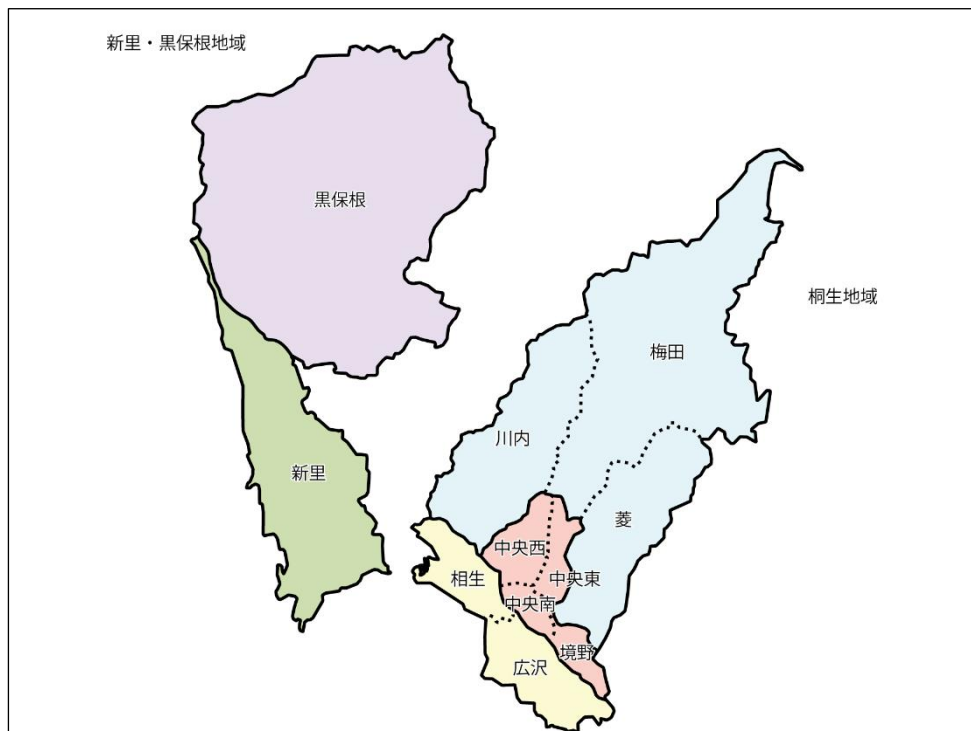 新里・黒保根地域
黒保根
桐生地域
梅田
川内
新里
菱
中央西
相生
中央東
中央南
境野
広沢